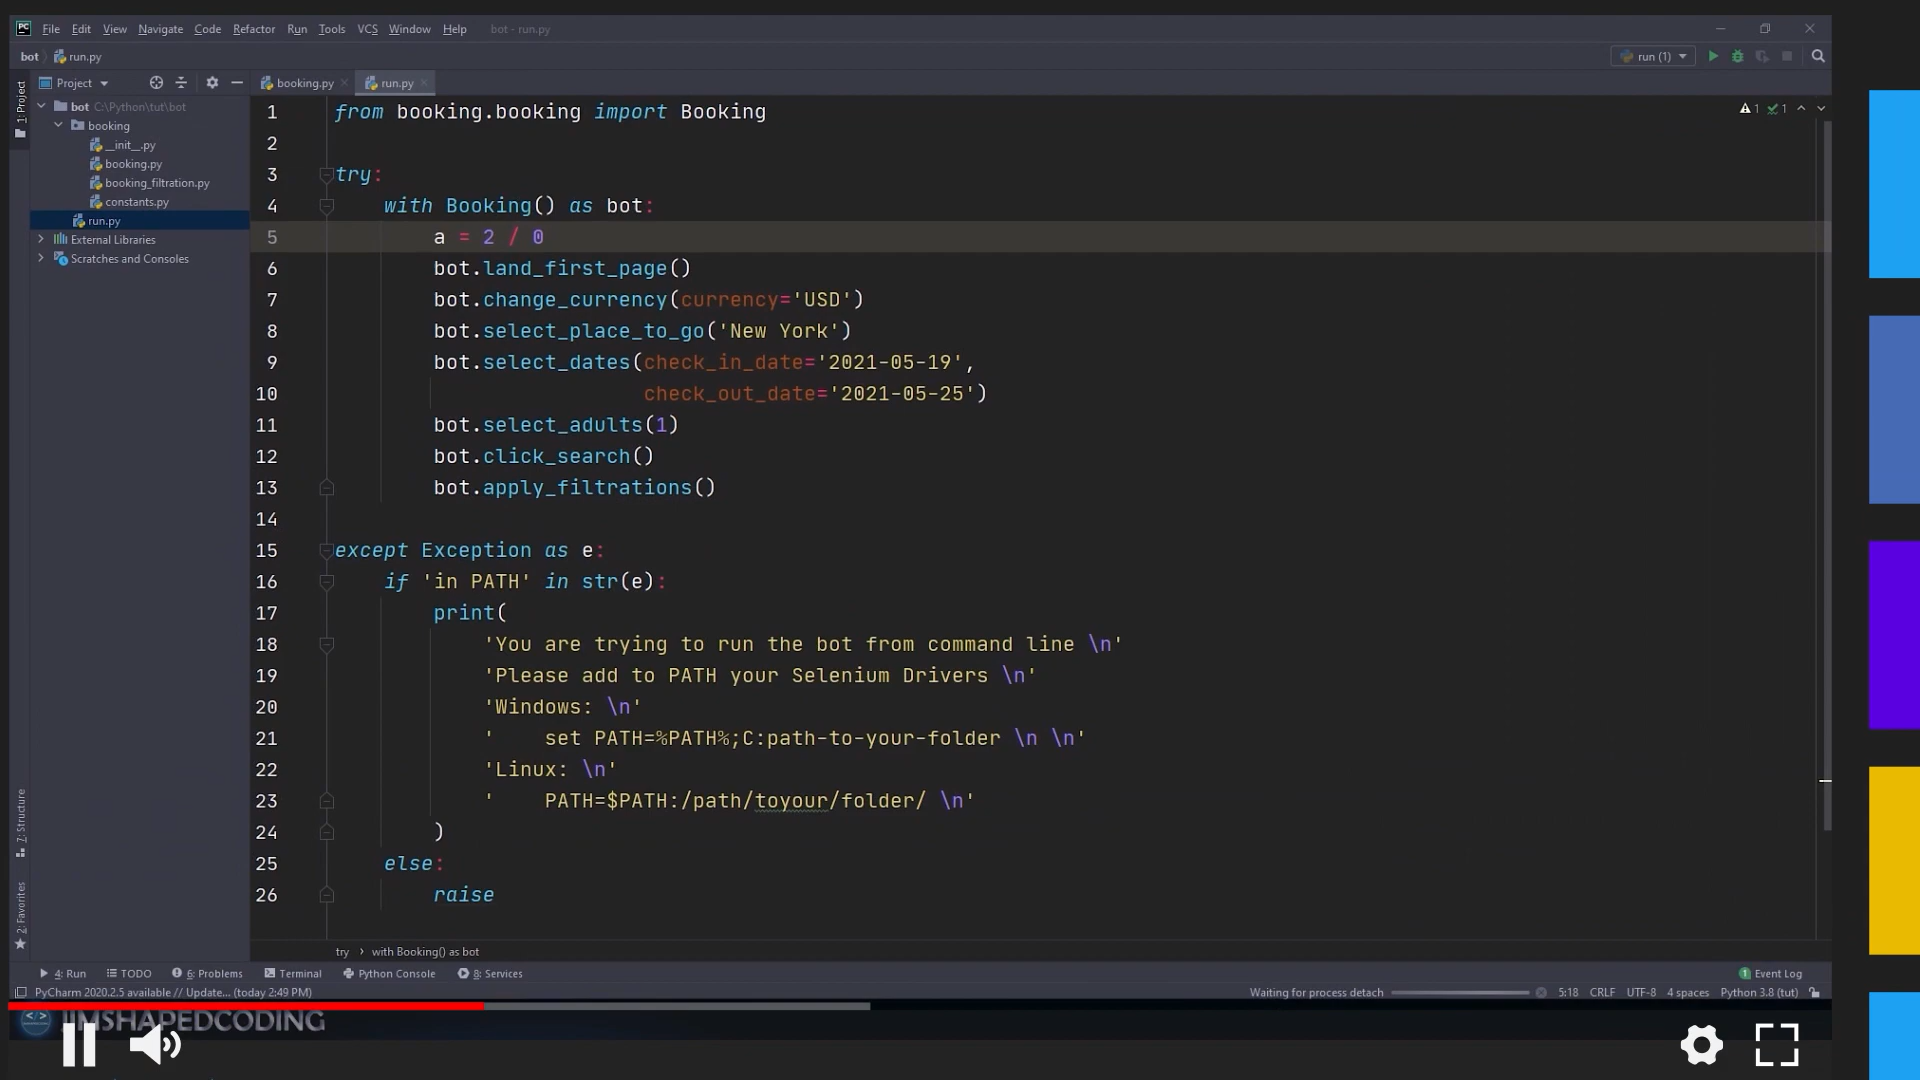 File Edit View Navigate Code Refactor Run Tools VCS Window Help bot - run.py
bot run.py run (1)
Project booking.py run.py
1: Project
bot C:\Python\tut\bot
booking
__init__.py
booking.py
booking_filtration.py
constants.py
run.py
External Libraries
Scratches and Consoles
1 from booking.booking import Booking
2
3 try:
4 with Booking() as bot:
5 a = 2 / 0
6 bot.land_first_page()
7 bot.change_currency(currency='USD')
8 bot.select_place_to_go('New York')
9 bot.select_dates(check_in_date='2021-05-19',
10 check_out_date='2021-05-25')
11 bot.select_adults(1)
12 bot.click_search()
13 bot.apply_filtrations()
14
15 except Exception as e:
16 if 'in PATH' in str(e):
17 print(
18 'You are trying to run the bot from command line \n'
19 'Please add to PATH your Selenium Drivers \n'
20 'Windows: \n'
21 '    set PATH=%PATH%;C:path-to-your-folder \n \n'
22 'Linux: \n'
23 '    PATH=$PATH:/path/toyour/folder/ \n'
24 )
25 else:
26 raise
1 1
7: Structure
2: Favorites
try › with Booking() as bot
4: Run TODO 6: Problems Terminal Python Console 8: Services 1 Event Log
PyCharm 2020.2.5 available // Update... (today 2:49 PM) Waiting for process detach 5:18 CRLF UTF-8 4 spaces Python 3.8 (tut)
JIMSHAPEDCODING